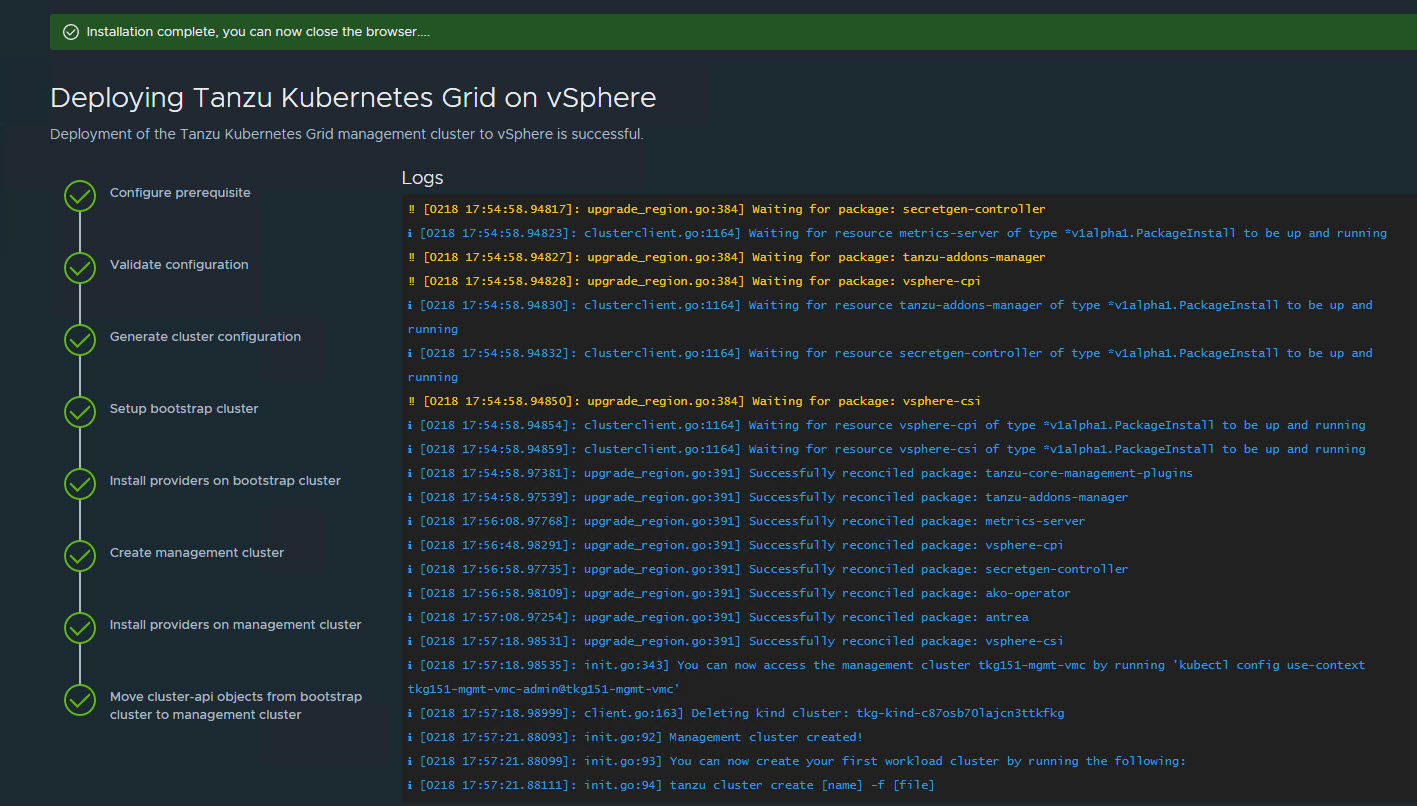 Installation complete, you can now close the browser....
Deploying Tanzu Kubernetes Grid on vSphere
Deployment of the Tanzu Kubernetes Grid management cluster to vSphere is successful.
Configure prerequisite
Validate configuration
Generate cluster configuration
Setup bootstrap cluster
Install providers on bootstrap cluster
Create management cluster
Install providers on management cluster
Move cluster-api objects from bootstrap
cluster to management cluster
Logs
‼ [0218 17:54:58.94817]: upgrade_region.go:384] Waiting for package: secretgen-controller
ℹ [0218 17:54:58.94823]: clusterclient.go:1164] Waiting for resource metrics-server of type *v1alpha1.PackageInstall to be up and running
‼ [0218 17:54:58.94827]: upgrade_region.go:384] Waiting for package: tanzu-addons-manager
‼ [0218 17:54:58.94828]: upgrade_region.go:384] Waiting for package: vsphere-cpi
ℹ [0218 17:54:58.94830]: clusterclient.go:1164] Waiting for resource tanzu-addons-manager of type *v1alpha1.PackageInstall to be up and
running
ℹ [0218 17:54:58.94832]: clusterclient.go:1164] Waiting for resource secretgen-controller of type *v1alpha1.PackageInstall to be up and
running
‼ [0218 17:54:58.94850]: upgrade_region.go:384] Waiting for package: vsphere-csi
ℹ [0218 17:54:58.94854]: clusterclient.go:1164] Waiting for resource vsphere-cpi of type *v1alpha1.PackageInstall to be up and running
ℹ [0218 17:54:58.94859]: clusterclient.go:1164] Waiting for resource vsphere-csi of type *v1alpha1.PackageInstall to be up and running
ℹ [0218 17:54:58.97381]: upgrade_region.go:391] Successfully reconciled package: tanzu-core-management-plugins
ℹ [0218 17:54:58.97539]: upgrade_region.go:391] Successfully reconciled package: tanzu-addons-manager
ℹ [0218 17:56:08.97768]: upgrade_region.go:391] Successfully reconciled package: metrics-server
ℹ [0218 17:56:48.98291]: upgrade_region.go:391] Successfully reconciled package: vsphere-cpi
ℹ [0218 17:56:58.97735]: upgrade_region.go:391] Successfully reconciled package: secretgen-controller
ℹ [0218 17:56:58.98109]: upgrade_region.go:391] Successfully reconciled package: ako-operator
ℹ [0218 17:57:08.97254]: upgrade_region.go:391] Successfully reconciled package: antrea
ℹ [0218 17:57:18.98531]: upgrade_region.go:391] Successfully reconciled package: vsphere-csi
ℹ [0218 17:57:18.98535]: init.go:343] You can now access the management cluster tkg151-mgmt-vmc by running 'kubectl config use-context
tkg151-mgmt-vmc-admin@tkg151-mgmt-vmc'
ℹ [0218 17:57:18.98999]: client.go:163] Deleting kind cluster: tkg-kind-c87osb70lajcn3ttkfkg
ℹ [0218 17:57:21.88093]: init.go:92] Management cluster created!
ℹ [0218 17:57:21.88099]: init.go:93] You can now create your first workload cluster by running the following:
ℹ [0218 17:57:21.88111]: init.go:94] tanzu cluster create [name] -f [file]